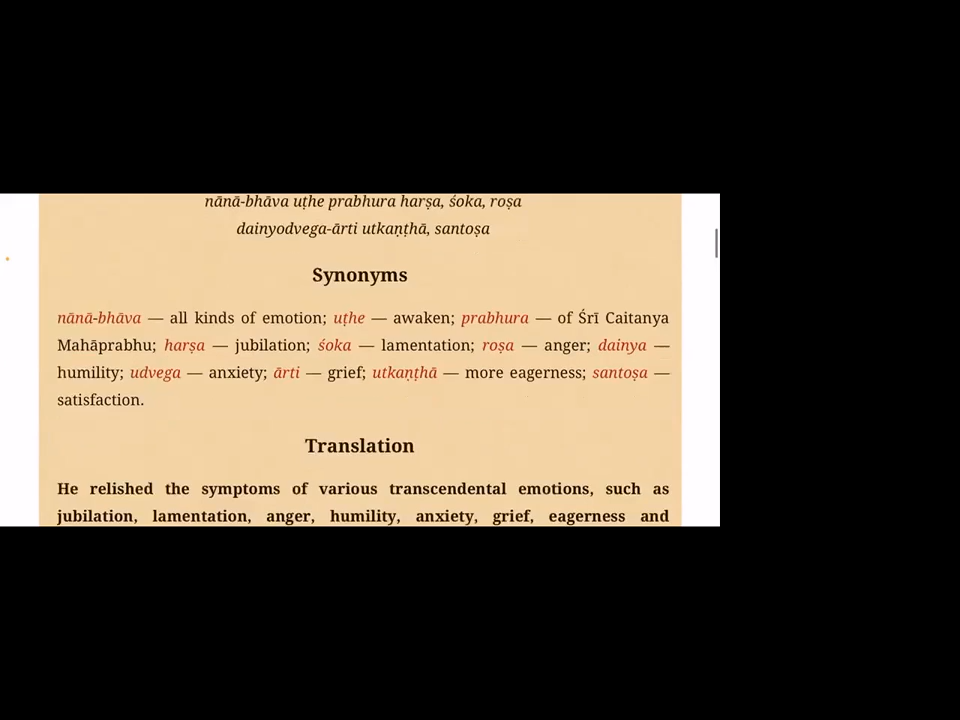 nānā-bhāva uṭhe prabhura harṣa, śoka, roṣa
dainyodvega-ārti utkaṇṭhā, santoṣa
Synonyms
nānā-bhāva — all kinds of emotion; uṭhe — awaken; prabhura — of Śrī Caitanya
Mahāprabhu; harṣa — jubilation; śoka — lamentation; roṣa — anger; dainya —
humility; udvega — anxiety; ārti — grief; utkaṇṭhā — more eagerness; santoṣa —
satisfaction.
Translation
He relished the symptoms of various transcendental emotions, such as
jubilation, lamentation, anger, humility, anxiety, grief, eagerness and